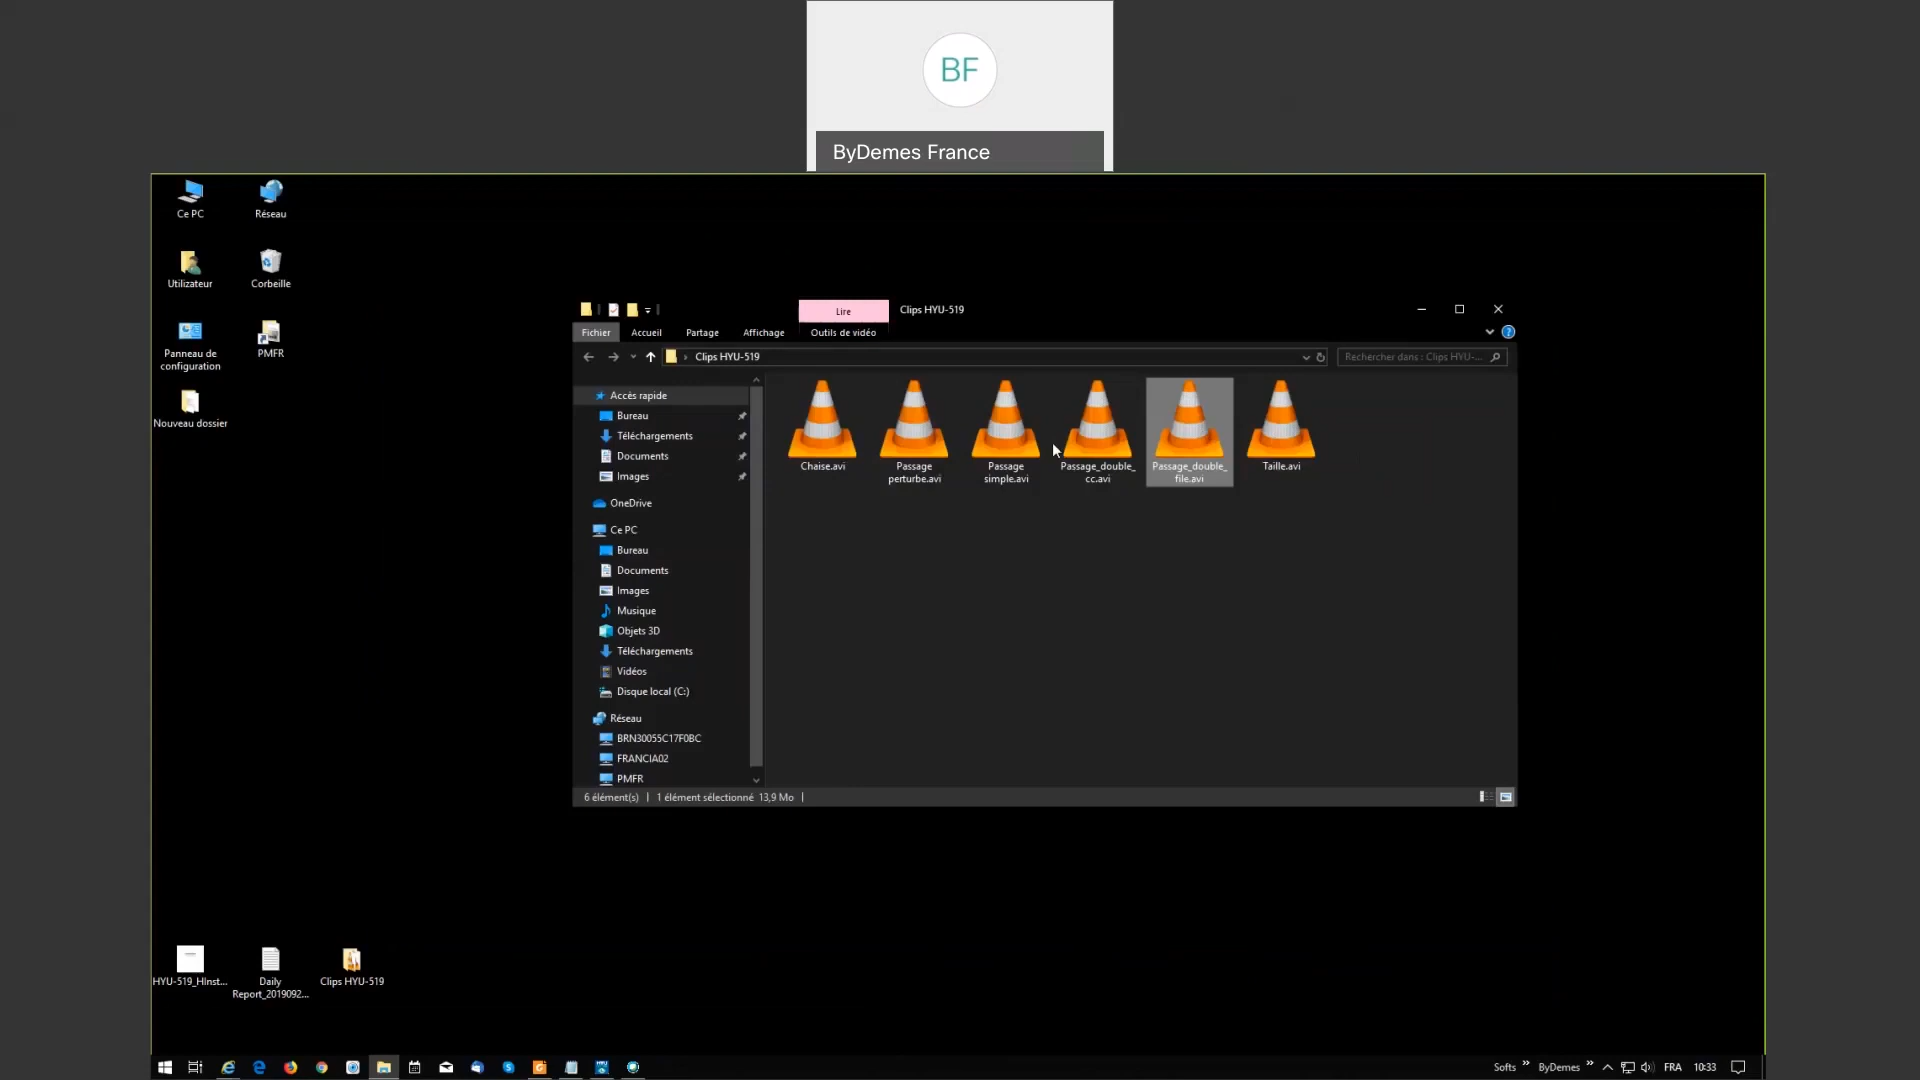 BF
ByDemes France
Ce PC
Réseau
Utilizateur
Corbeille
Panneau de
configuration
PMFR
Nouveau dossier
Lire
Clips HYU-519
Fichier
Accueil
Partage
Affichage
Outils de vidéo
Clips HYU-519
Rechercher dans : Clips HYU-...
Accès rapide
Bureau
Téléchargements
Documents
Images
OneDrive
Ce PC
Bureau
Documents
Images
Musique
Objets 3D
Téléchargements
Vidéos
Disque local (C:)
Réseau
BRN30055C17F0BC
FRANCIA02
PMFR
Chaise.avi
Passage
perturbe.avi
Passage
simple.avi
Passage_double_
cc.avi
Passage_double_
file.avi
Taille.avi
6 élément(s)
1 élément sélectionné 13,9 Mo
HYU-519_HInst...
Daily
Report_2019092...
Clips HYU-519
Softs
ByDemes
FRA
10:33